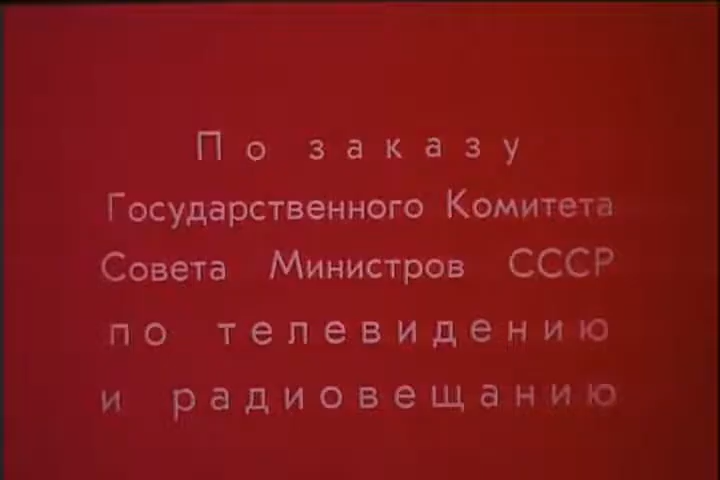 По заказу
Государственного Комитета
Совета Министров СССР
по телевидению
и радиовещанию